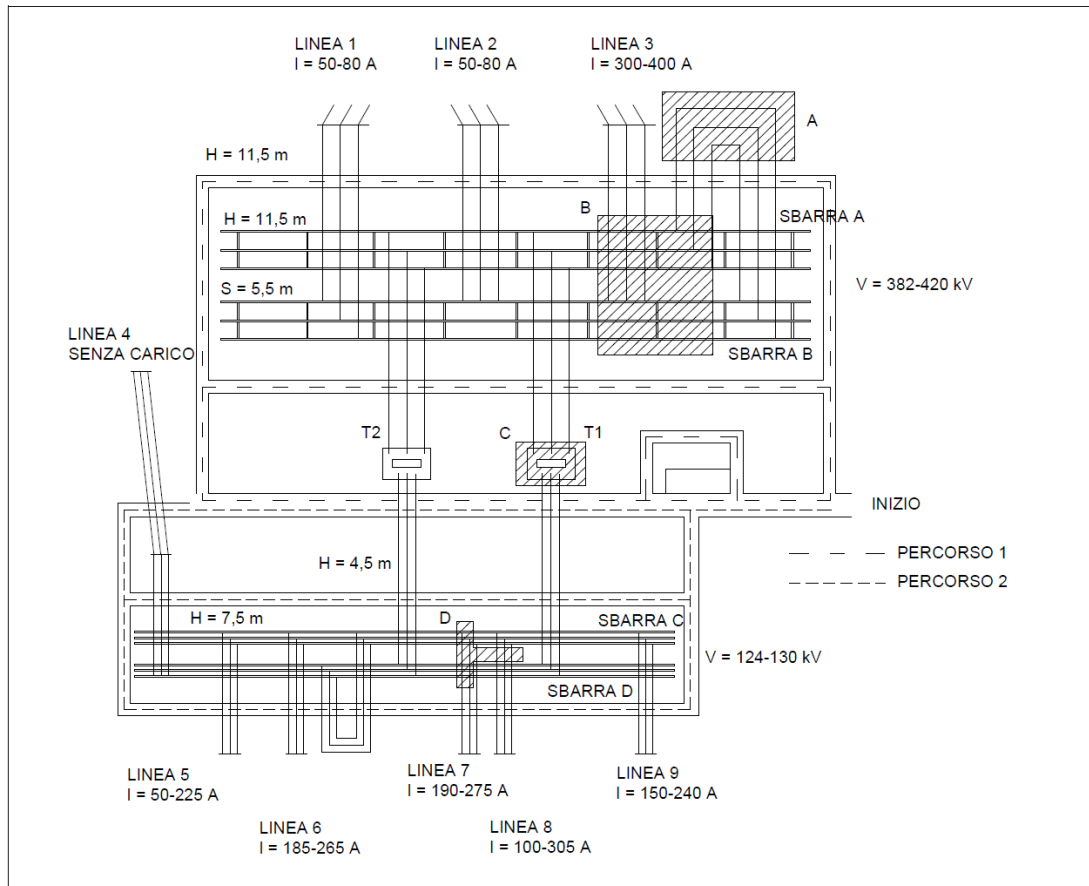 LINEA 1
I = 50-80 A
LINEA 2
I = 50-80 A
LINEA 3
I = 300-400 A
A
H = 11,5 m
B
H = 11,5 m
SBARRA A
S = 5,5 m
V = 382-420 kV
LINEA 4
SENZA CARICO
SBARRA B
T2
C
T1
INIZIO
H = 4,5 m
PERCORSO 1
PERCORSO 2
H = 7,5 m
D
SBARRA C
V = 124-130 kV
SBARRA D
LINEA 5
I = 50-225 A
LINEA 7
I = 190-275 A
LINEA 9
I = 150-240 A
LINEA 6
I = 185-265 A
LINEA 8
I = 100-305 A